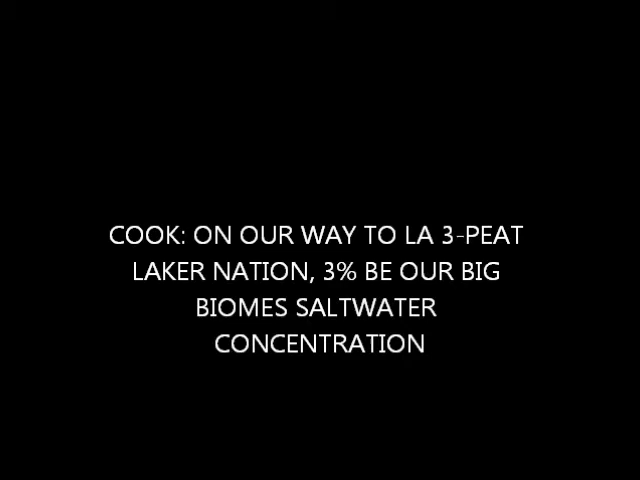 COOK: ON OUR WAY TO LA 3-PEAT
LAKER NATION, 3% BE OUR BIG
BIOMES SALTWATER
CONCENTRATION